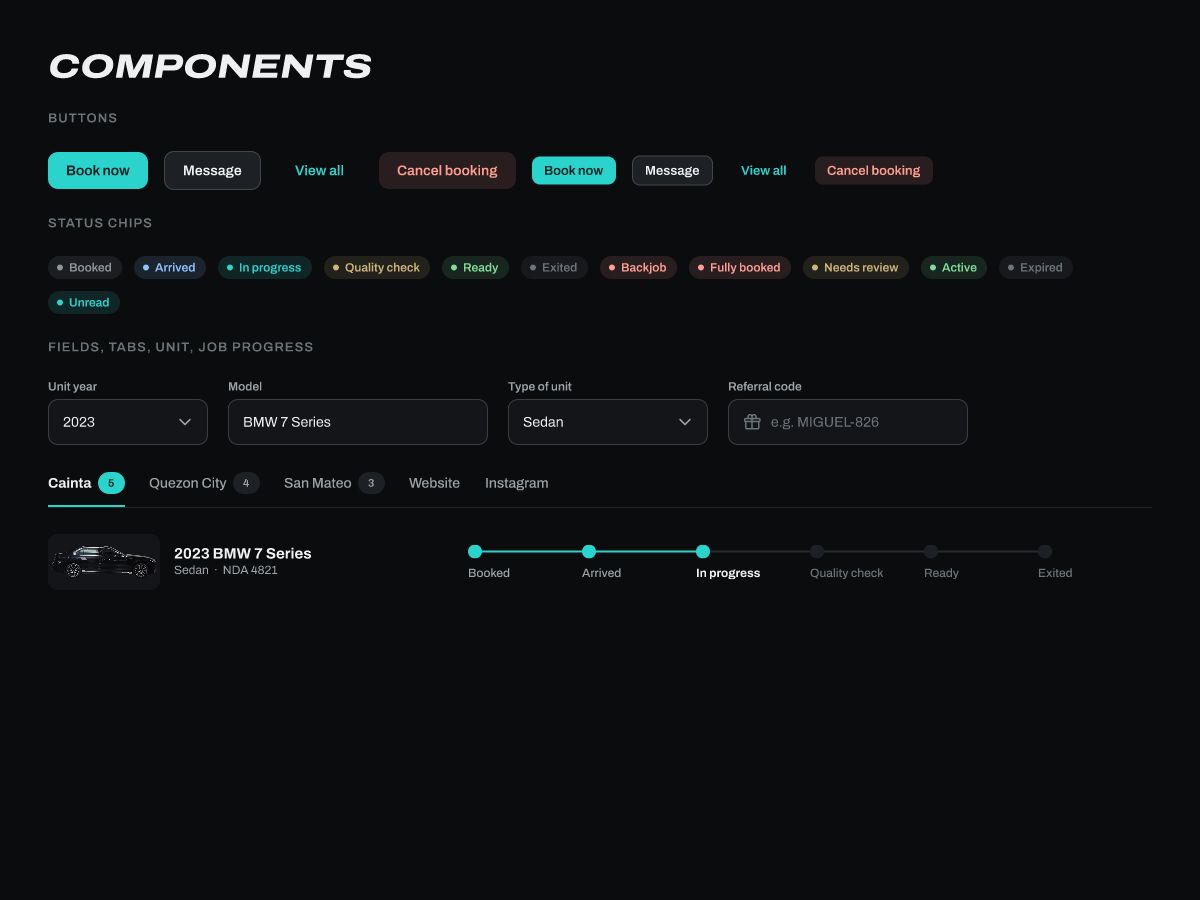 COMPONENTS
BUTTONS
Book now Message View all Cancel booking Book now Message View all Cancel booking
STATUS CHIPS
Booked Arrived In progress Quality check Ready Exited Backjob Fully booked Needs review Active Expired
Unread
FIELDS, TABS, UNIT, JOB PROGRESS
Unit year Model Type of unit Referral code
2023 BMW 7 Series Sedan e.g. MIGUEL-826
Cainta 5 Quezon City 4 San Mateo 3 Website Instagram
2023 BMW 7 Series
Sedan · NDA 4821
Booked Arrived In progress Quality check Ready Exited